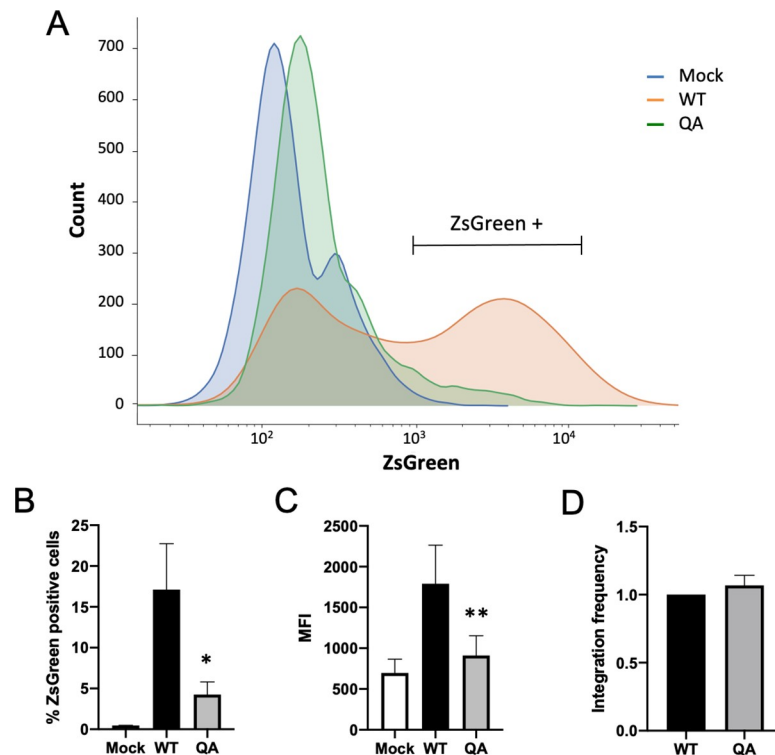 A
700
600
500
400
300
200
100
0
Count
Mock
WT
QA
ZsGreen +
10²
10³
10⁴
ZsGreen
B
25
20
15
10
5
0
% ZsGreen positive cells
*
Mock WT QA
C
2500
2000
1500
1000
500
0
MFI
**
Mock WT QA
D
1.5
1.0
0.5
0.0
Integration frequency
WT QA